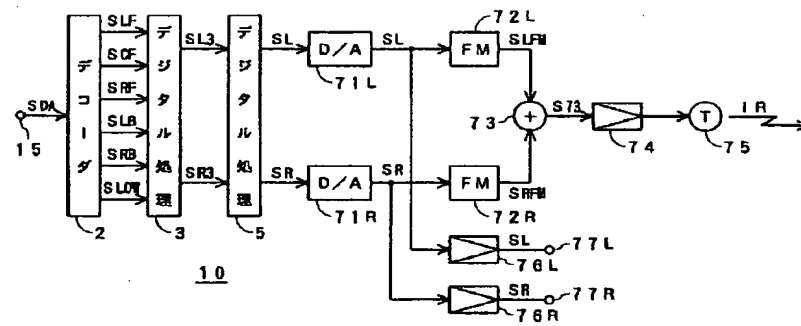 SDA
15
デコーダ
2
SLF
SCF
SRF
SLB
SRB
SLOW
デジタル処理
3
SL3
SR3
デジタル処理
5
SL
SR
D/A
71L
D/A
71R
SL
SR
72L
FM
SLFM
FM
72R
SRFM
73
+
S73
74
T
75
IR
SL
76L
77L
SR
76R
77R
10